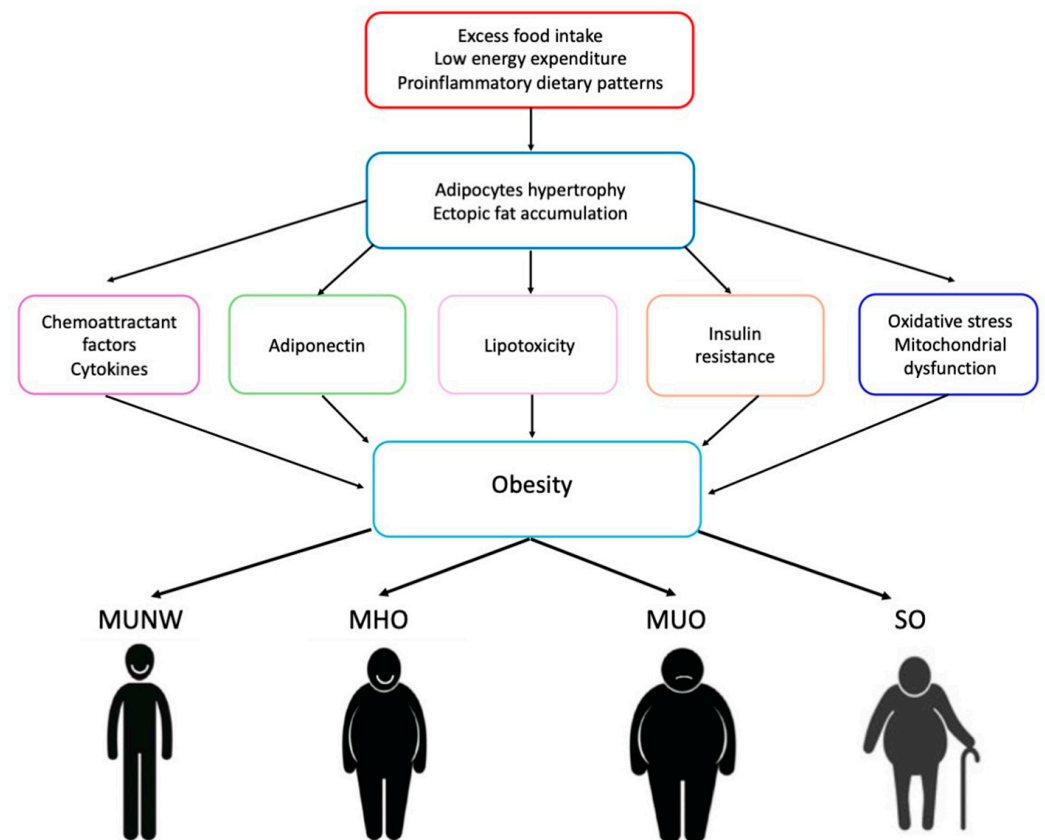 Excess food intake
Low energy expenditure
Proinflammatory dietary patterns
Adipocytes hypertrophy
Ectopic fat accumulation
Chemoattractant
factors
Cytokines
Adiponectin
Lipotoxicity
Insulin
resistance
Oxidative stress
Mitochondrial
dysfunction
Obesity
MUNW
MHO
MUO
SO